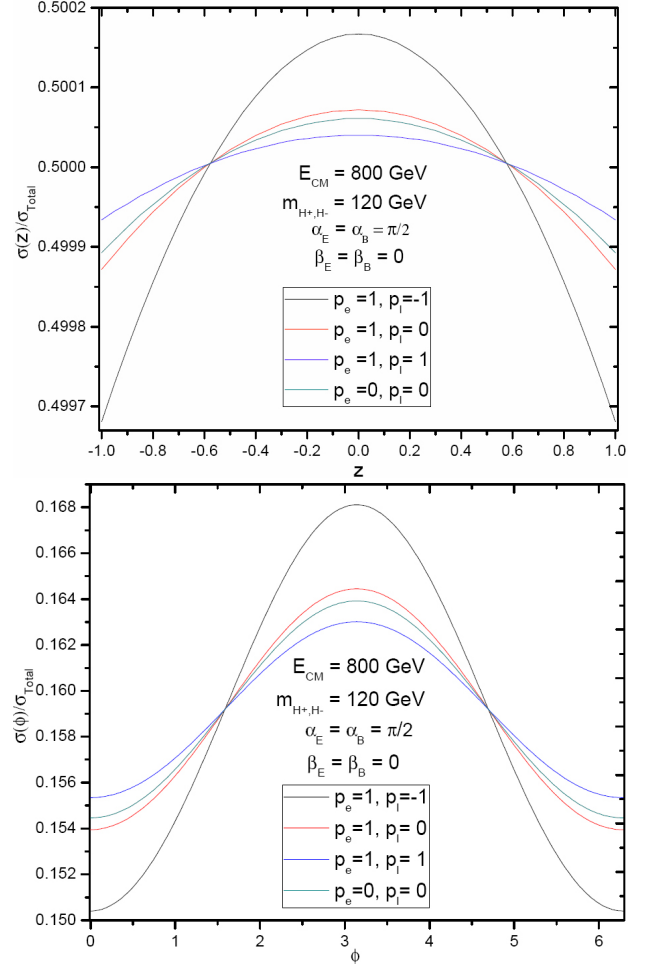 0.5002
0.5001
0.5000
0.4999
0.4998
0.4997
σ(z)/σTotal
E_CM = 800 GeV
m_H+,H- = 120 GeV
α_E = α_B = π/2
β_E = β_B = 0
p_e =1, p_l=-1
p_e =1, p_l= 0
p_e =1, p_l= 1
p_e =0, p_l= 0
-1.0 -0.8 -0.6 -0.4 -0.2 0.0 0.2 0.4 0.6 0.8 1.0
z
0.168
0.166
0.164
0.162
0.160
0.158
0.156
0.154
0.152
0.150
σ(ϕ)/σTotal
E_CM = 800 GeV
m_H+,H- = 120 GeV
α_E = α_B = π/2
β_E = β_B = 0
p_e=1, p_l=-1
p_e=1, p_l= 0
p_e=1, p_l= 1
p_e=0, p_l= 0
0 1 2 3 4 5 6
ϕ